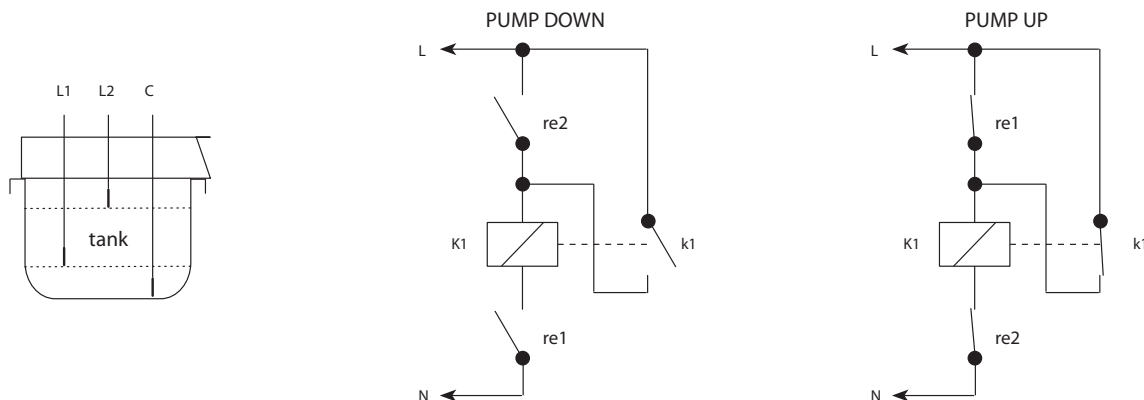 PUMP DOWN
PUMP UP
L
L
L1 L2 C
re2
re1
tank
K1
k1
K1
k1
re1
re2
N
N